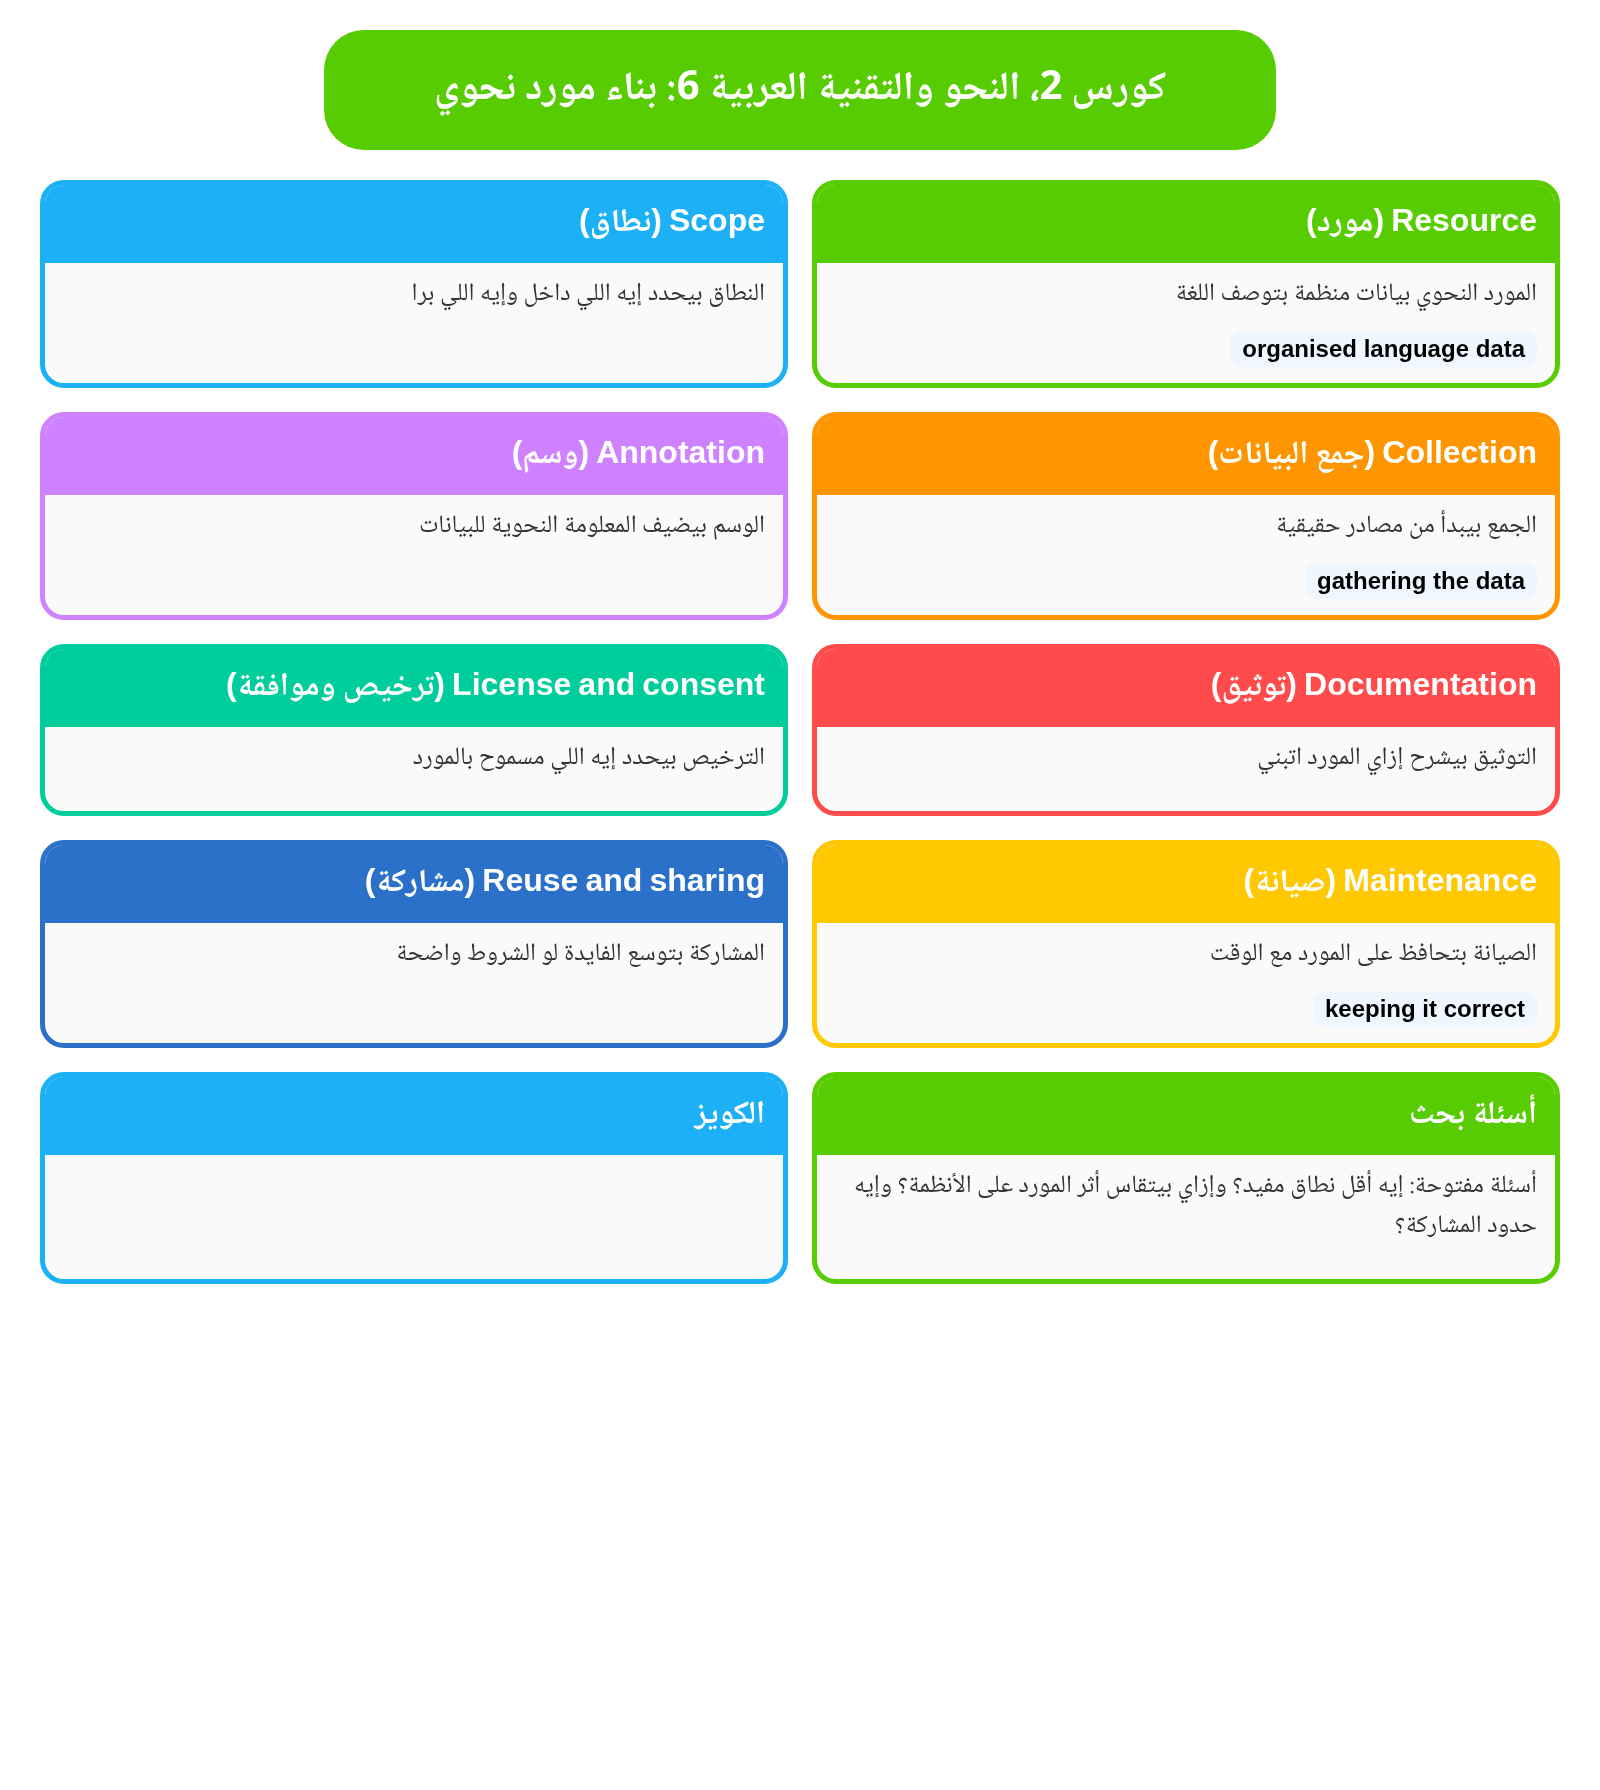 كورس 2، النحو والتقنية العربية 6: بناء مورد نحوي
Resource (مورد)
المورد النحوي بيانات منظمة بتوصف اللغة
organised language data
Scope (نطاق)
النطاق بيحدد إيه اللي داخل وإيه اللي برا
Collection (جمع البيانات)
الجمع بيبدأ من مصادر حقيقية
gathering the data
Annotation (وسم)
الوسم بيضيف المعلومة النحوية للبيانات
Documentation (توثيق)
التوثيق بيشرح إزاي المورد اتبني
License and consent (ترخيص وموافقة)
الترخيص بيحدد إيه اللي مسموح بالمورد
Maintenance (صيانة)
الصيانة بتحافظ على المورد مع الوقت
keeping it correct
Reuse and sharing (مشاركة)
المشاركة بتوسع الفايدة لو الشروط واضحة
أسئلة بحث
أسئلة مفتوحة: إيه أقل نطاق مفيد؟ وإزاي بيتقاس أثر المورد على الأنظمة؟ وإيه
حدود المشاركة؟
الكويز